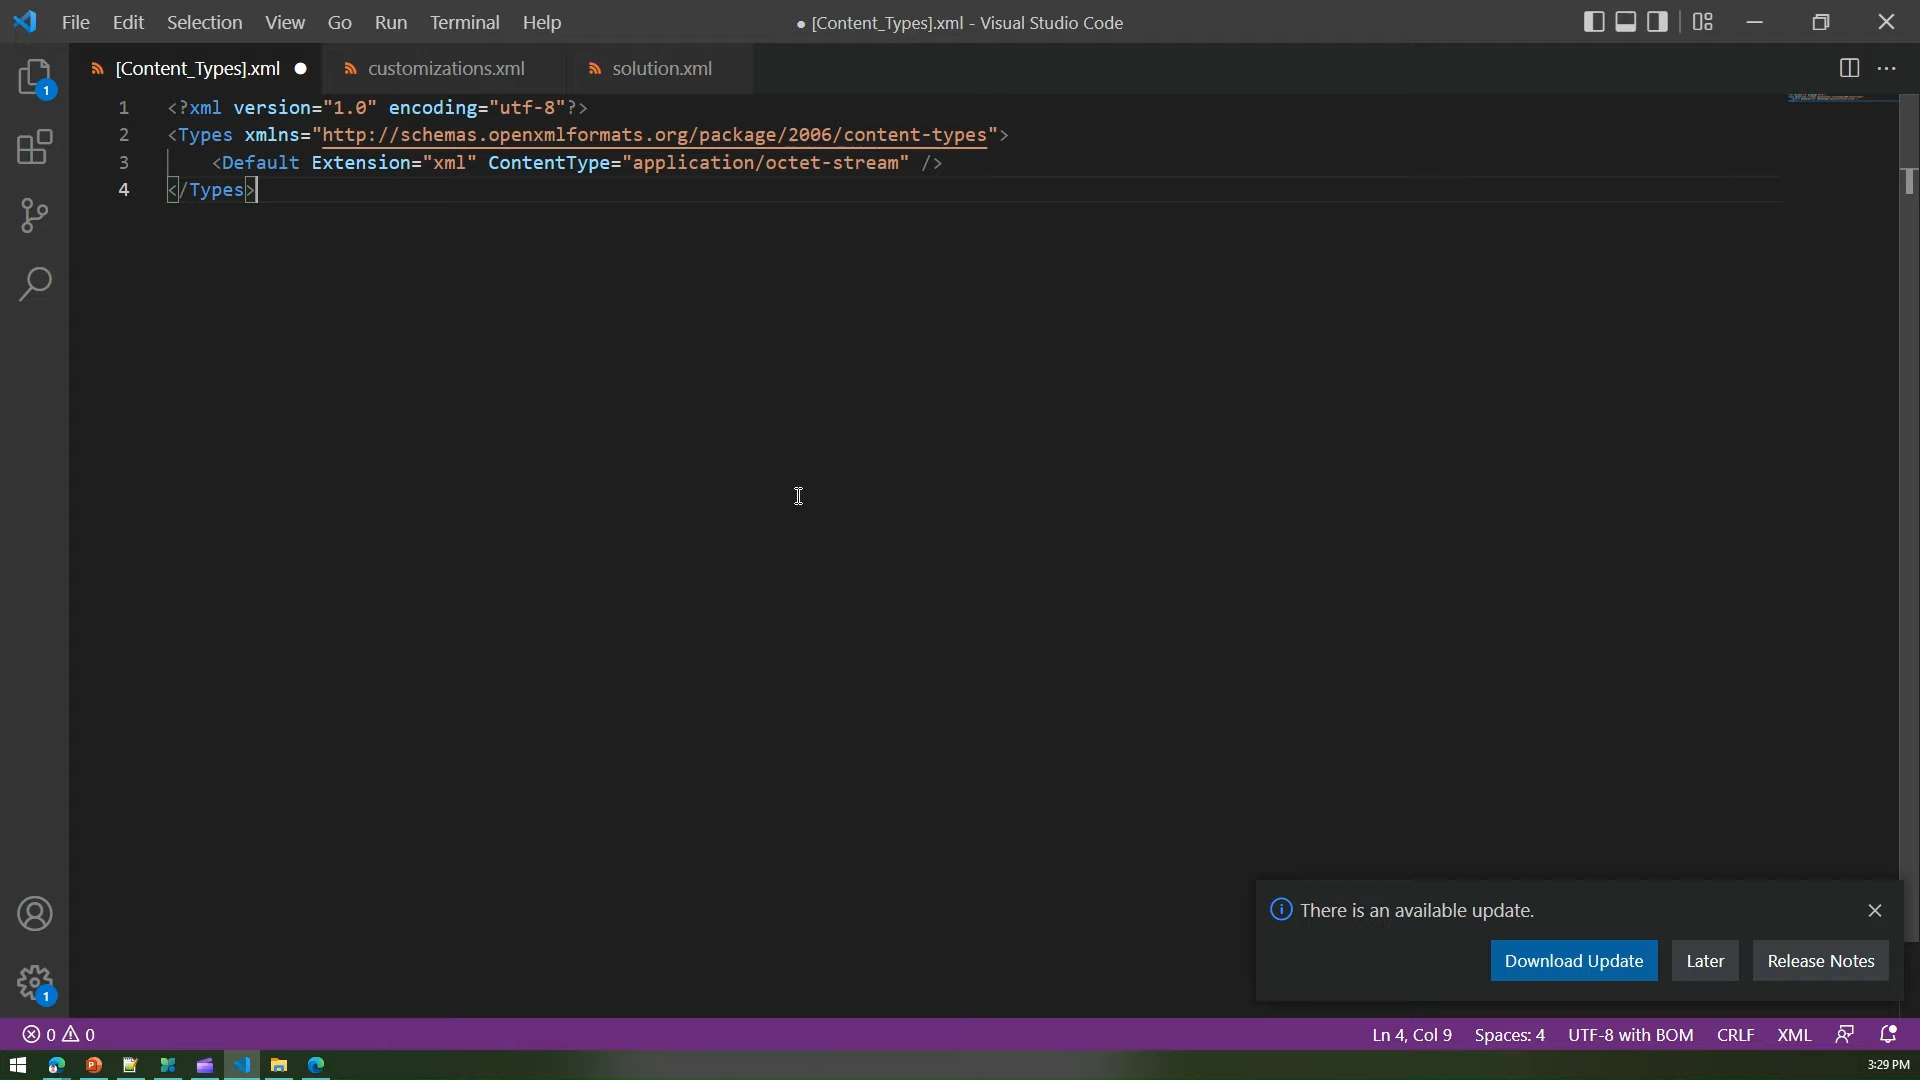 File Edit Selection View Go Run Terminal Help
● [Content_Types].xml - Visual Studio Code
[Content_Types].xml ● customizations.xml solution.xml
1 <?xml version="1.0" encoding="utf-8"?>
2 <Types xmlns="http://schemas.openxmlformats.org/package/2006/content-types">
3 <Default Extension="xml" ContentType="application/octet-stream" />
4 </Types>
1
There is an available update.
Download Update Later Release Notes
1
0 0
Ln 4, Col 9 Spaces: 4 UTF-8 with BOM CRLF XML
3:29 PM